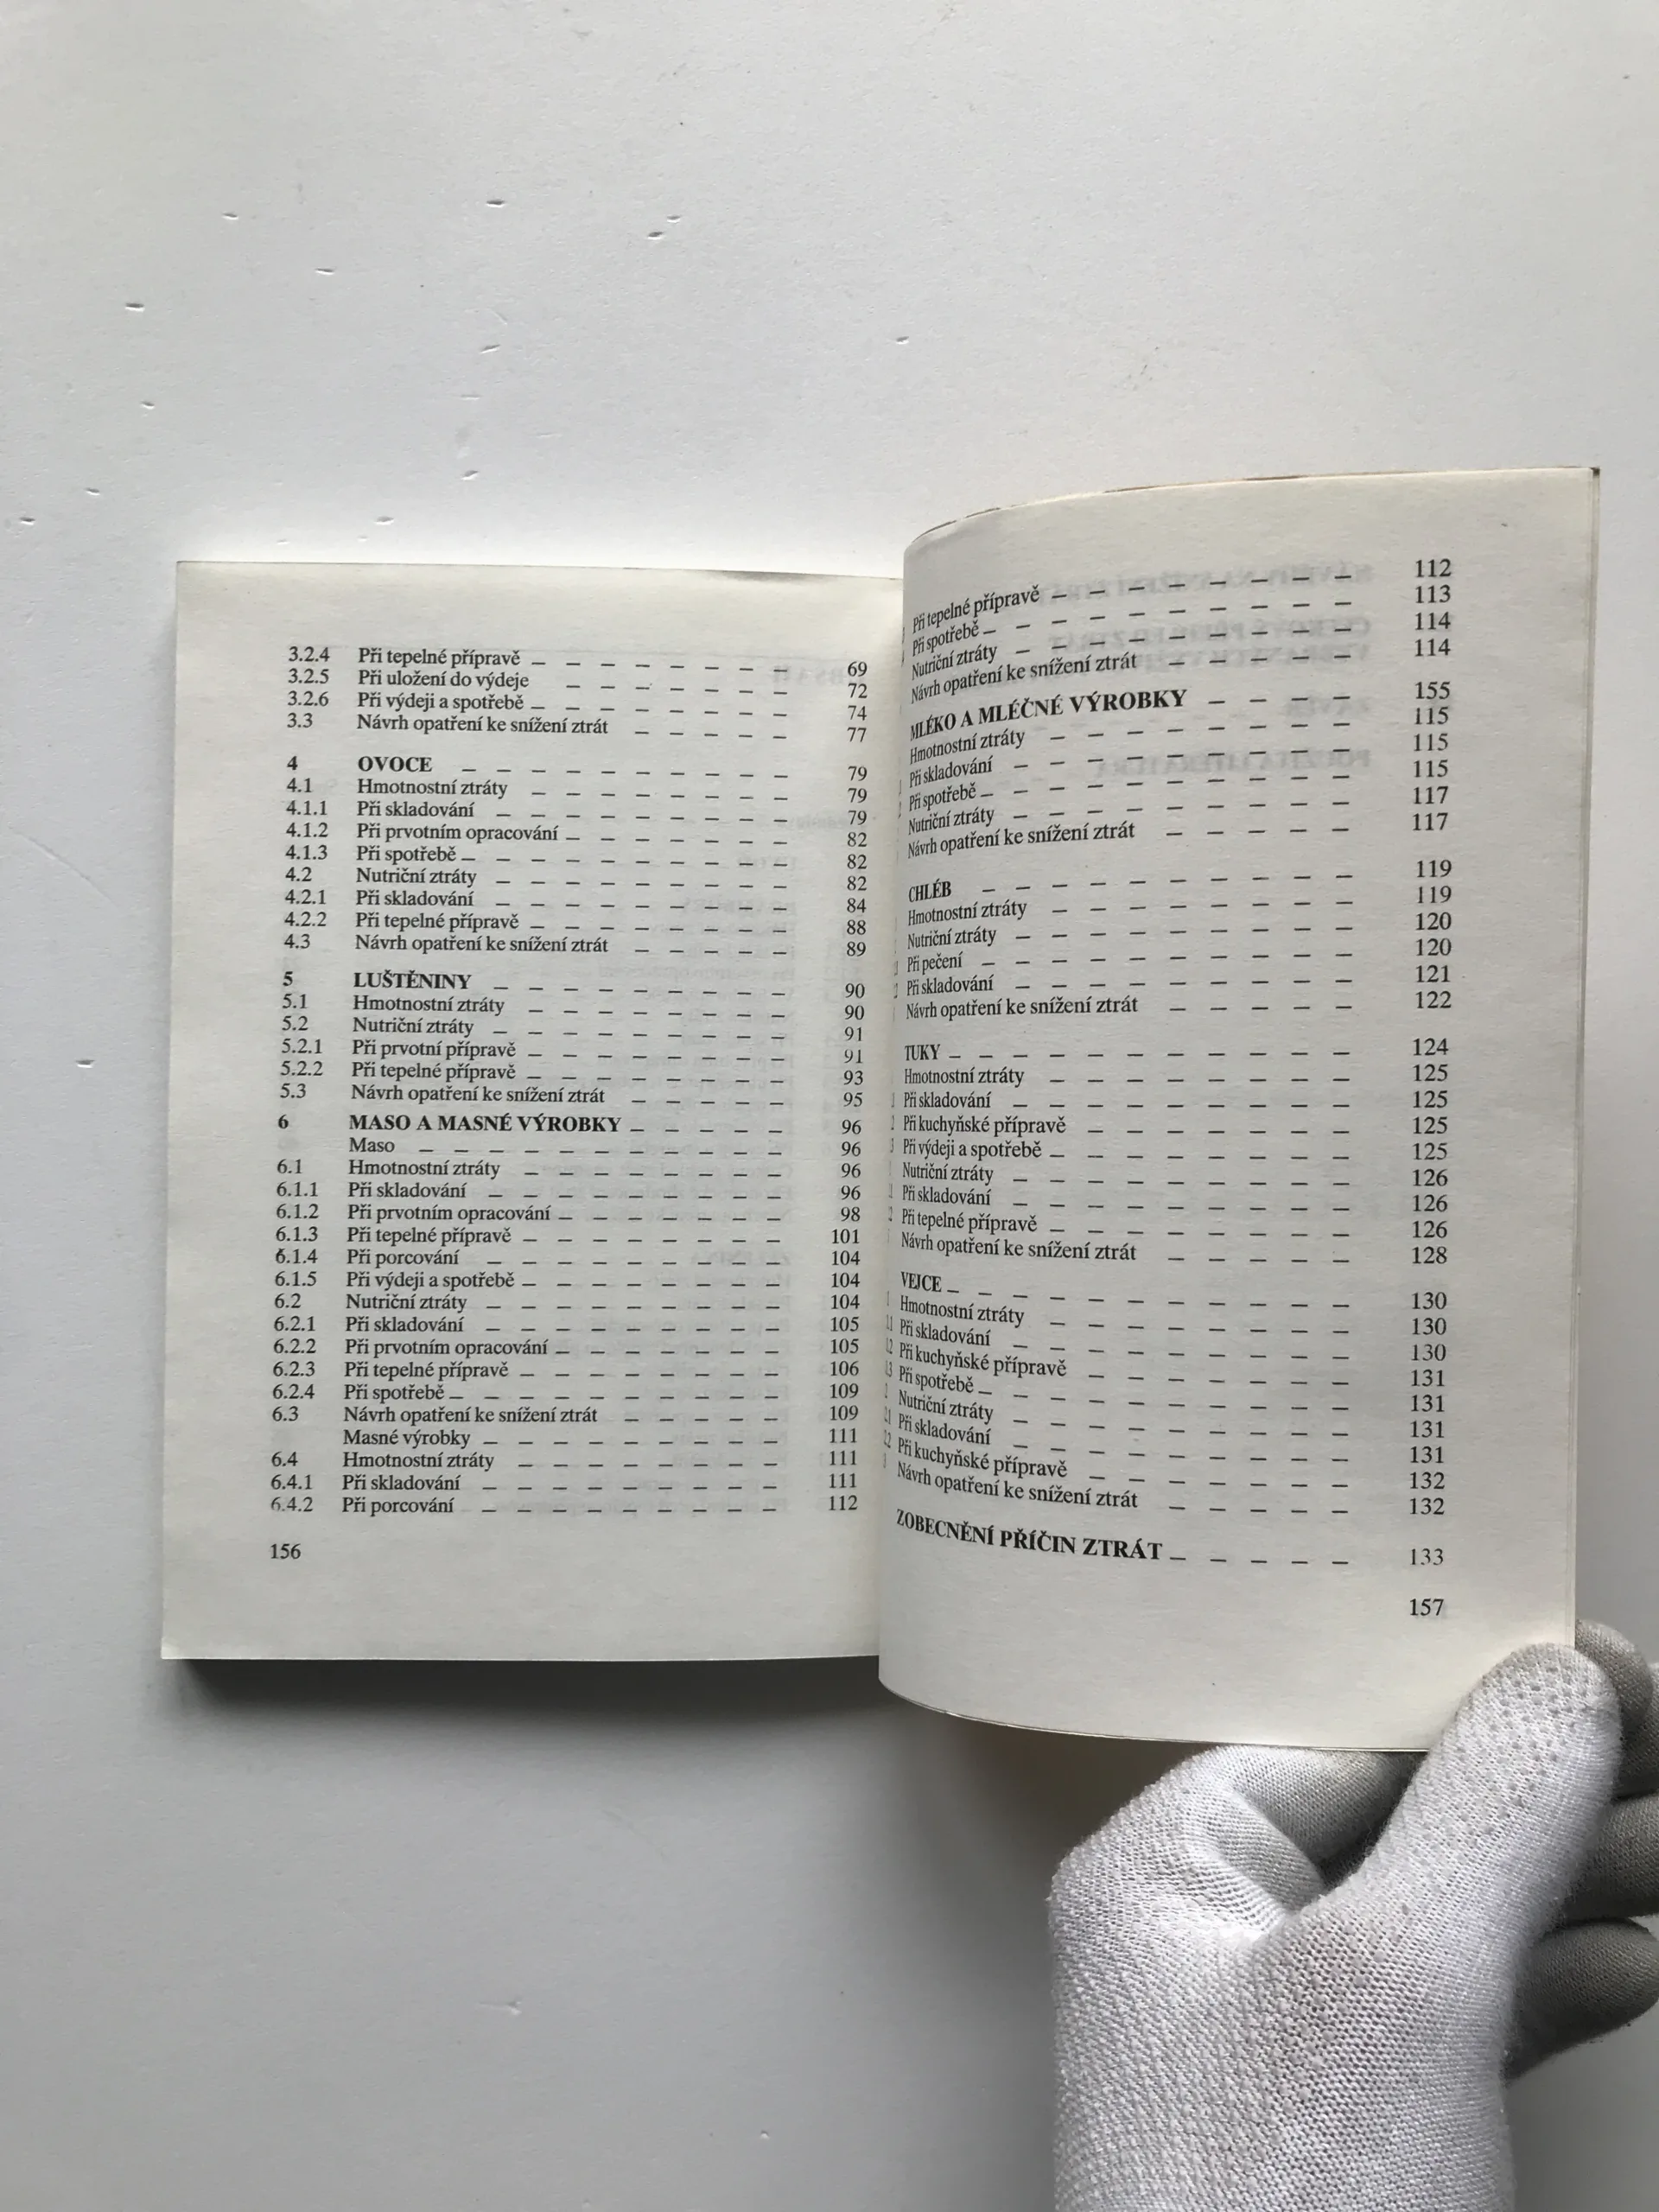 3.2.4 Při tepelné přípravě – – – – – – – 69
3.2.5 Při uložení do výdeje – – – – – – – 72
3.2.6 Při výdeji a spotřebě – – – – – – – 74
3.3 Návrh opatření ke snížení ztrát – – – – – 77
4 OVOCE – – – – – – – – – – 79
4.1 Hmotnostní ztráty – – – – – – – – 79
4.1.1 Při skladování – – – – – – – – – 79
4.1.2 Při prvotním opracování – – – – – – – 82
4.1.3 Při spotřebě – – – – – – – – – – 82
4.2 Nutriční ztráty – – – – – – – – – 82
4.2.1 Při skladování – – – – – – – – – 84
4.2.2 Při tepelné přípravě – – – – – – – – 88
4.3 Návrh opatření ke snížení ztrát – – – – – 89
5 LUŠTĚNINY – – – – – – – – – 90
5.1 Hmotnostní ztráty – – – – – – – – 90
5.2 Nutriční ztráty – – – – – – – – – 91
5.2.1 Při prvotní přípravě – – – – – – – – 91
5.2.2 Při tepelné přípravě – – – – – – – – 93
5.3 Návrh opatření ke snížení ztrát – – – – – 95
6 MASO A MASNÉ VÝROBKY – – – – – 96
Maso – – – – – – – – – – 96
6.1 Hmotnostní ztráty – – – – – – – – 96
6.1.1 Při skladování – – – – – – – – – 96
6.1.2 Při prvotním opracování – – – – – – – 98
6.1.3 Při tepelné přípravě – – – – – – – – 101
6.1.4 Při porcování – – – – – – – – – 104
6.1.5 Při výdeji a spotřebě – – – – – – – – 104
6.2 Nutriční ztráty – – – – – – – – – 104
6.2.1 Při skladování – – – – – – – – – 105
6.2.2 Při prvotním opracování – – – – – – – 105
6.2.3 Při tepelné přípravě – – – – – – – – 106
6.2.4 Při spotřebě – – – – – – – – – – 109
6.3 Návrh opatření ke snížení ztrát – – – – – 109
Masné výrobky – – – – – – – – – 111
6.4 Hmotnostní ztráty – – – – – – – – 111
6.4.1 Při skladování – – – – – – – – – 111
6.4.2 Při porcování – – – – – – – – – 112
156
Při tepelné přípravě – – – – – – – – 112
Při spotřebě – – – – – – – – – – 113
Nutriční ztráty – – – – – – – – – 114
Návrh opatření ke snížení ztrát – – – – – 114
MLÉKO A MLÉČNÉ VÝROBKY – – – – 155
Hmotnostní ztráty – – – – – – – – 115
Při skladování – – – – – – – – – 115
Při spotřebě – – – – – – – – – – 115
Nutriční ztráty – – – – – – – – – 117
Návrh opatření ke snížení ztrát – – – – – 117
CHLÉB – – – – – – – – – – 119
Hmotnostní ztráty – – – – – – – – 119
Nutriční ztráty – – – – – – – – – 120
Při pečení – – – – – – – – – – 120
Při skladování – – – – – – – – – 121
Návrh opatření ke snížení ztrát – – – – – 122
TUKY – – – – – – – – – – – 124
Hmotnostní ztráty – – – – – – – – 125
Při skladování – – – – – – – – – 125
Při kuchyňské přípravě – – – – – – – 125
Při výdeji a spotřebě – – – – – – – – 125
Nutriční ztráty – – – – – – – – – 126
Při skladování – – – – – – – – – 126
Při tepelné přípravě – – – – – – – – 126
Návrh opatření ke snížení ztrát – – – – – 128
VEJCE – – – – – – – – – – – 130
Hmotnostní ztráty – – – – – – – – 130
Při skladování – – – – – – – – – 130
Při kuchyňské přípravě – – – – – – – 131
Při spotřebě – – – – – – – – – – 131
Nutriční ztráty – – – – – – – – – 131
Při skladování – – – – – – – – – 131
Při kuchyňské přípravě – – – – – – – 132
Návrh opatření ke snížení ztrát – – – – – 132
ZOBECNĚNÍ PŘÍČIN ZTRÁT – – – – – 133
157